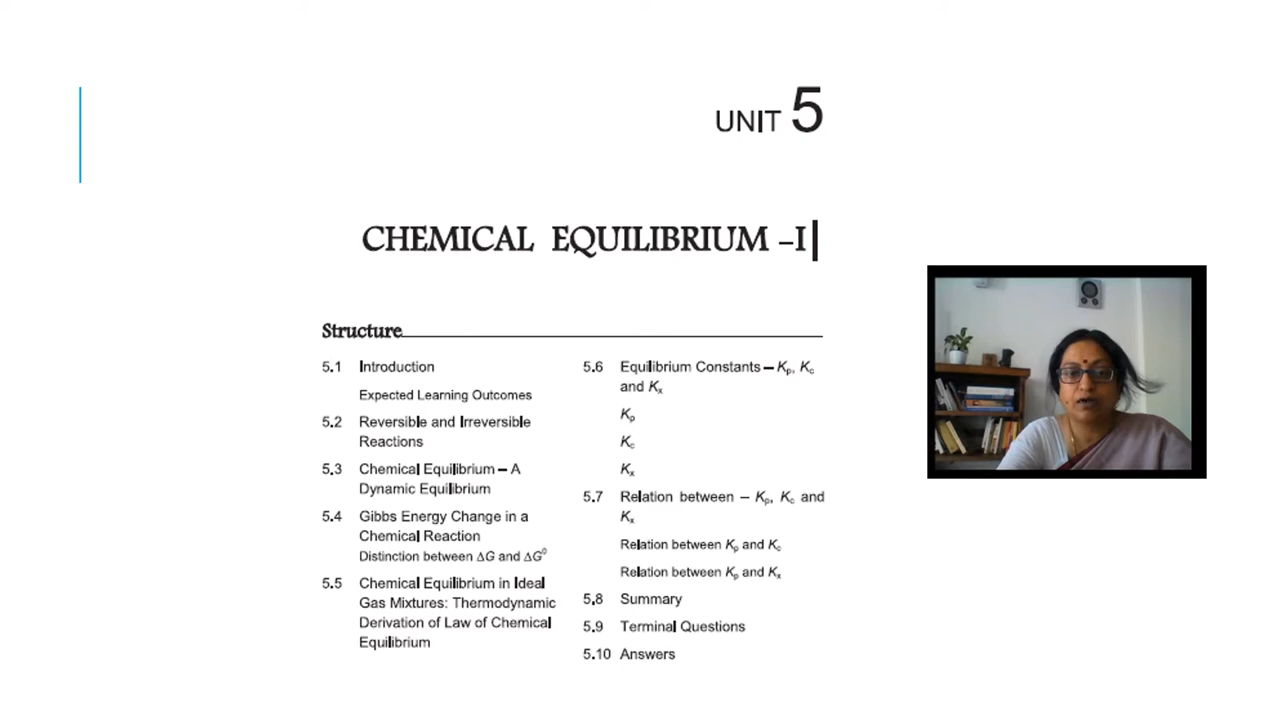 UNIT 5
CHEMICAL EQUILIBRIUM –I
Structure
5.1 Introduction
Expected Learning Outcomes
5.2 Reversible and Irreversible
Reactions
5.3 Chemical Equilibrium – A
Dynamic Equilibrium
5.4 Gibbs Energy Change in a
Chemical Reaction
Distinction between ΔG and ΔG⁰
5.5 Chemical Equilibrium in Ideal
Gas Mixtures: Thermodynamic
Derivation of Law of Chemical
Equilibrium
5.6 Equilibrium Constants – Kp, Kc
and Kx
Kp
Kc
Kx
5.7 Relation between – Kp, Kc and
Kx
Relation between Kp and Kc
Relation between Kp and Kx
5.8 Summary
5.9 Terminal Questions
5.10 Answers